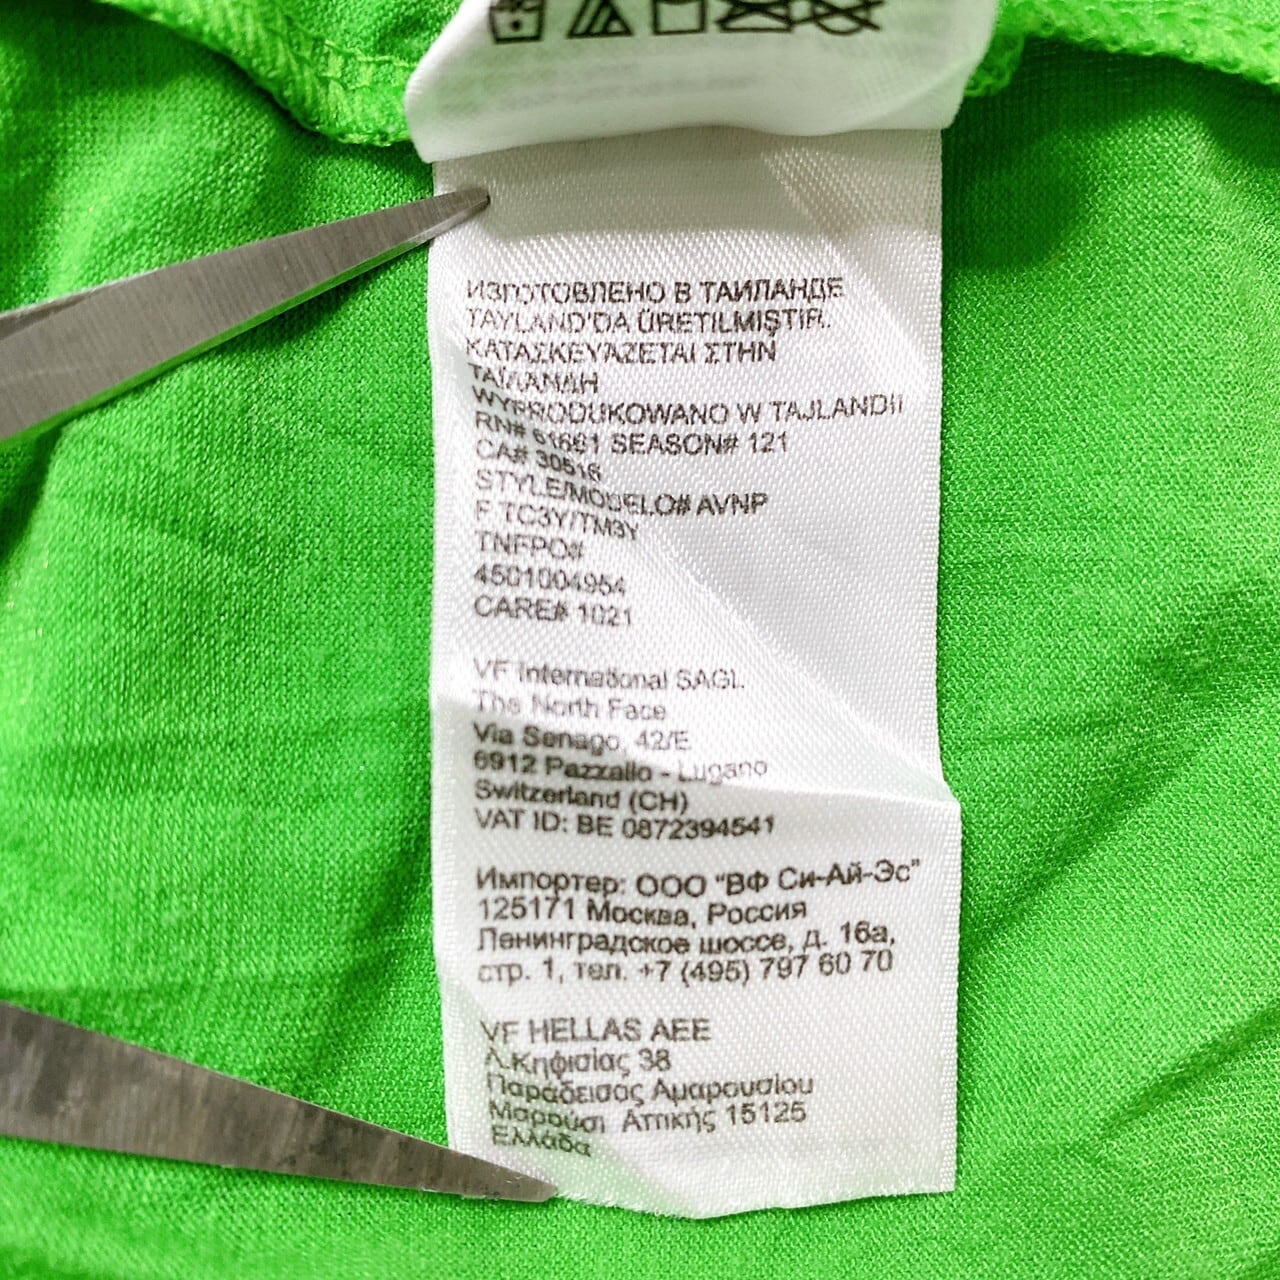 ИЗГОТОВЛЕНО В ТАИЛАНДЕ
TAYLAND'DA ÜRETILMIŞTIR.
ΚΑΤΑΣΚΕΥΆΖΕΤΑΙ ΣΤΗΝ
ΤΑΪΛΆΝΔΗ
WYPRODUKOWANO W TAJLANDII
RN# 61661 SEASON# 121
CA# 30516
STYLE/MODELO# AVNP
F TC3Y/TM3Y
TNFPO#
4501004954
CARE# 1021
VF International SAGL
The North Face
Via Senago, 42/E
6912 Pazzallo - Lugano
Switzerland (CH)
VAT ID: BE 0872394541
Импортер: ООО "ВФ Си-Ай-Эс"
125171 Москва, Россия
Ленинградское шоссе, д. 16а,
стр. 1, тел. +7 (495) 797 60 70
VF HELLAS AEE
Λ.Κηφισίας 38
Παράδεισος Αμαρουσίου
Μαρούσι Αττικής 15125
Ελλάδα